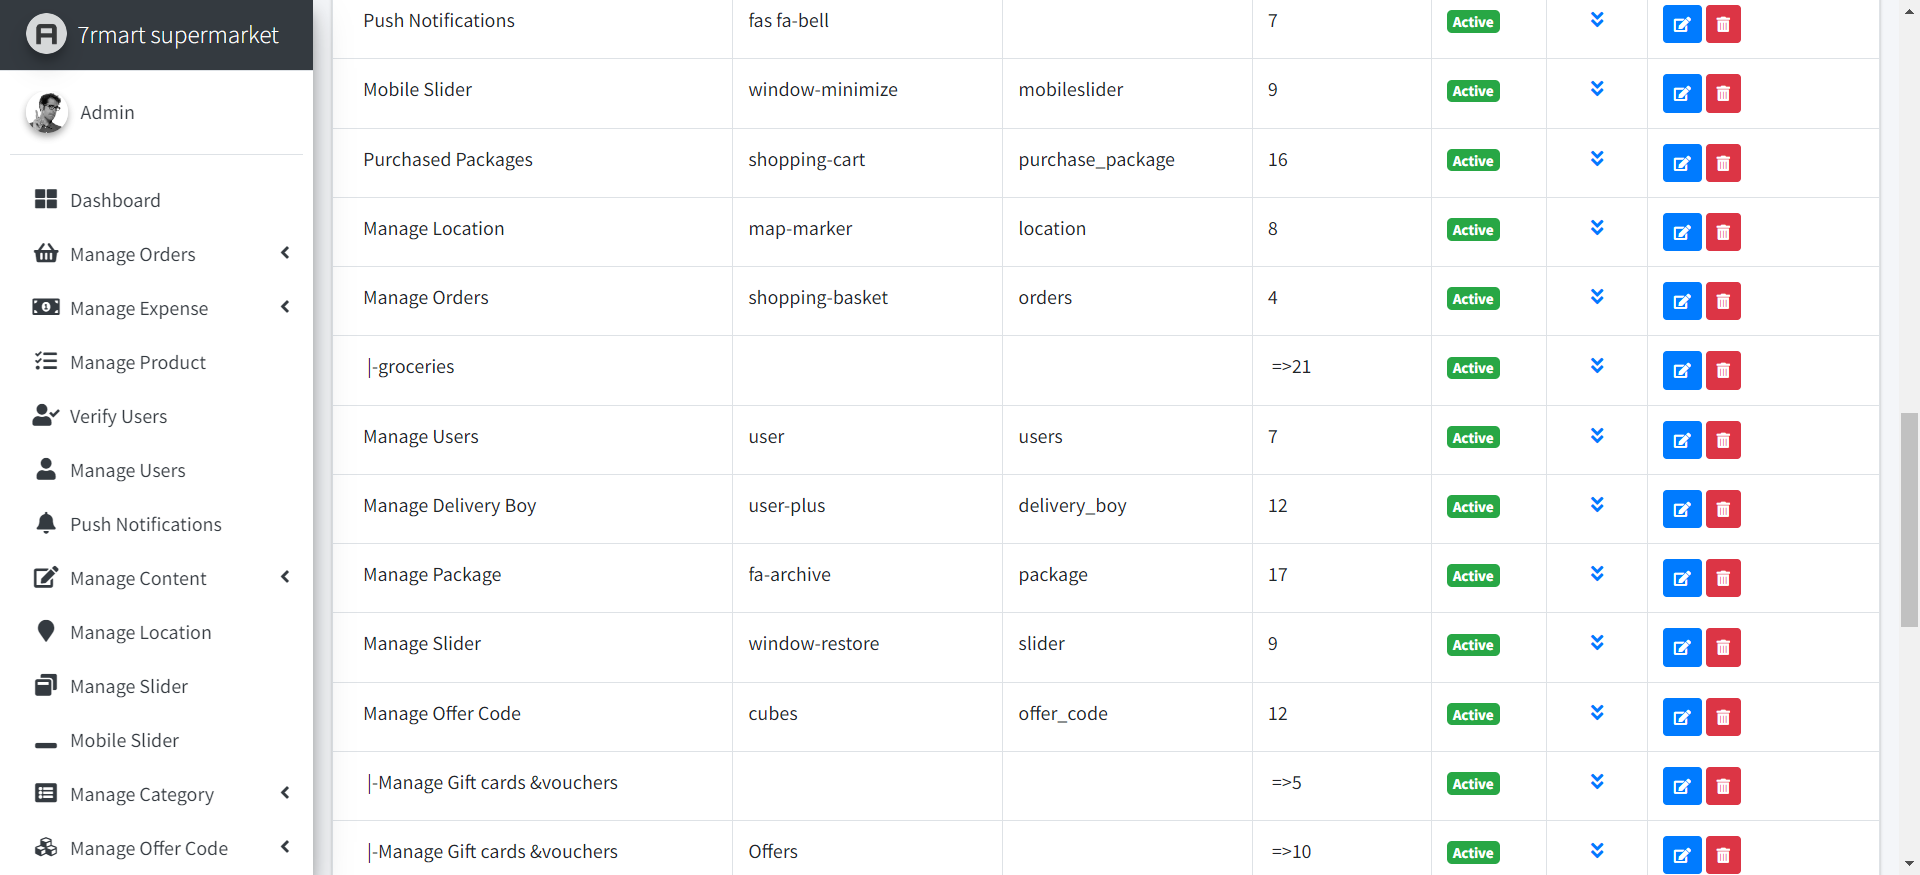 7rmart supermarket
Admin
Dashboard
Manage Orders
Manage Expense
Manage Product
Verify Users
Manage Users
Push Notifications
Manage Content
Manage Location
Manage Slider
Mobile Slider
Manage Category
Manage Offer Code
Push Notifications fas fa-bell 7 Active
Mobile Slider window-minimize mobileslider 9 Active
Purchased Packages shopping-cart purchase_package 16 Active
Manage Location map-marker location 8 Active
Manage Orders shopping-basket orders 4 Active
|-groceries =>21 Active
Manage Users user users 7 Active
Manage Delivery Boy user-plus delivery_boy 12 Active
Manage Package fa-archive package 17 Active
Manage Slider window-restore slider 9 Active
Manage Offer Code cubes offer_code 12 Active
|-Manage Gift cards &vouchers =>5 Active
|-Manage Gift cards &vouchers Offers =>10 Active